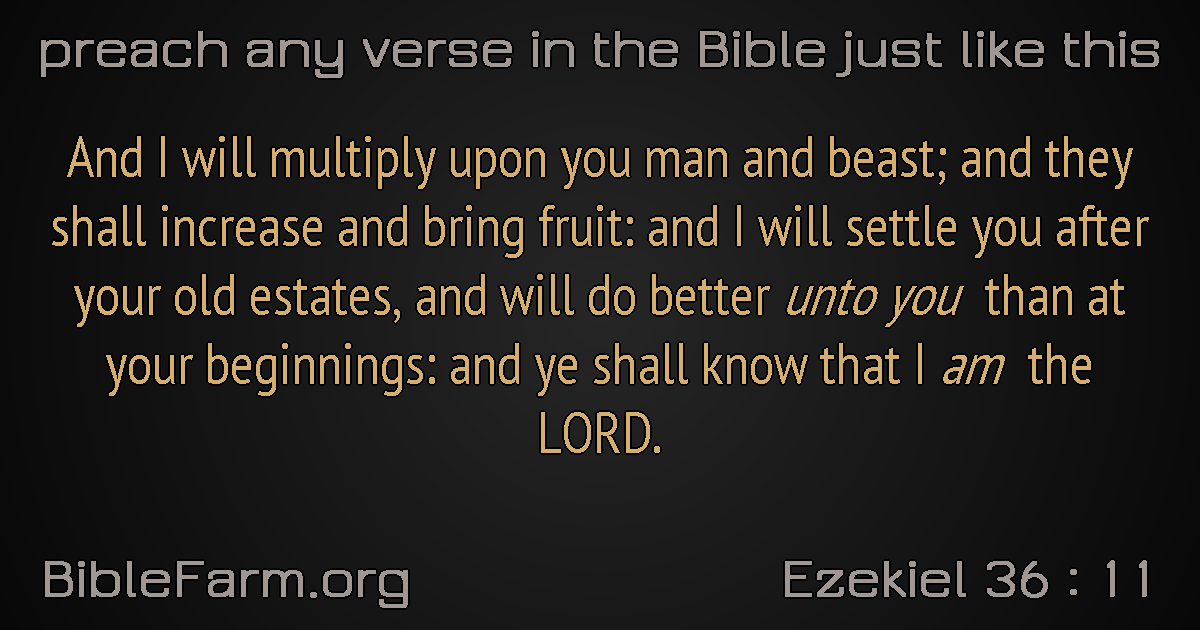 preach any verse in the Bible just like this
And I will multiply upon you man and beast; and they
shall increase and bring fruit: and I will settle you after
your old estates, and will do better unto you than at
your beginnings: and ye shall know that I am the
LORD.
BibleFarm.org
Ezekiel 36 : 11